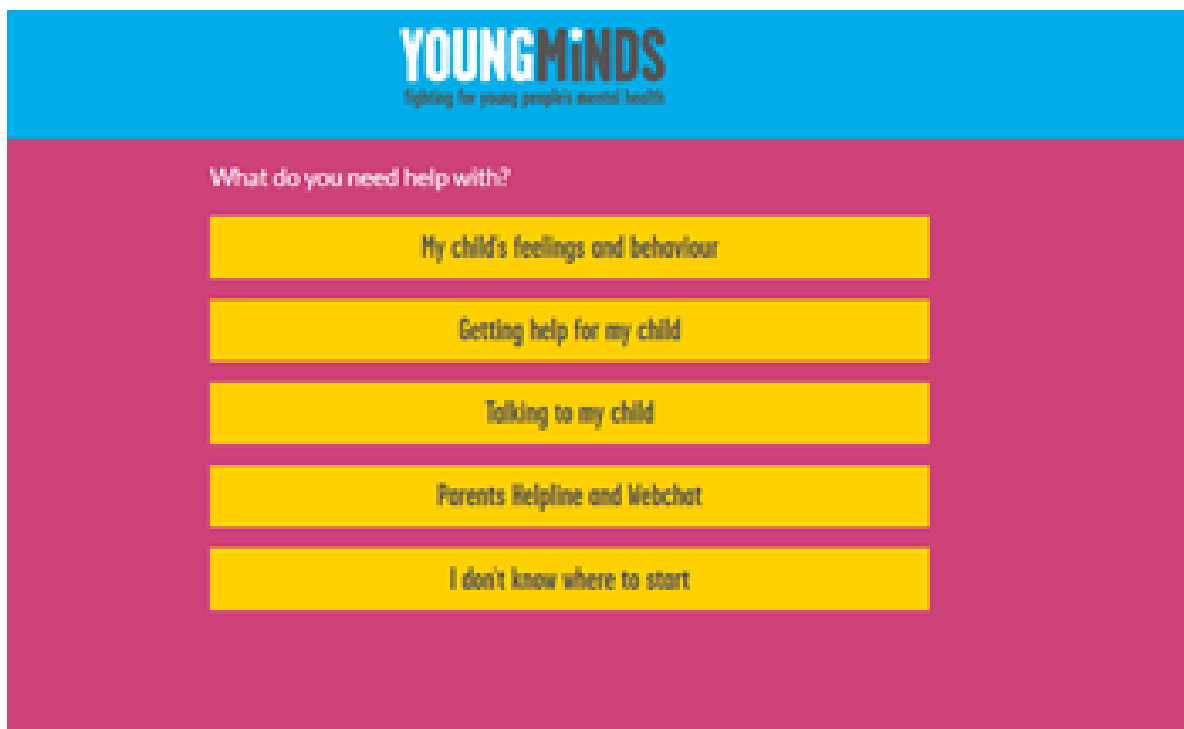 YOUNGMiNDS
fighting for young people's mental health
What do you need help with?
My child's feelings and behaviour
Getting help for my child
Talking to my child
Parents Helpline and Webchat
I don't know where to start